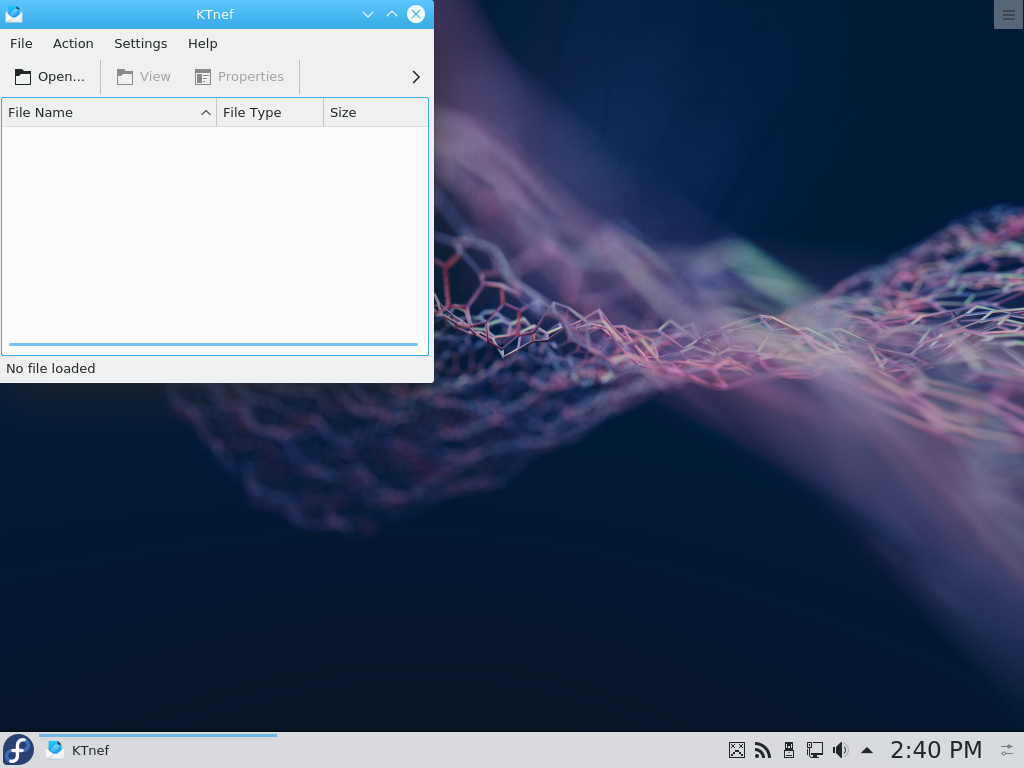 KTnef
File Action Settings Help
Open... View Properties
File Name File Type Size
No file loaded
KTnef 2:40 PM